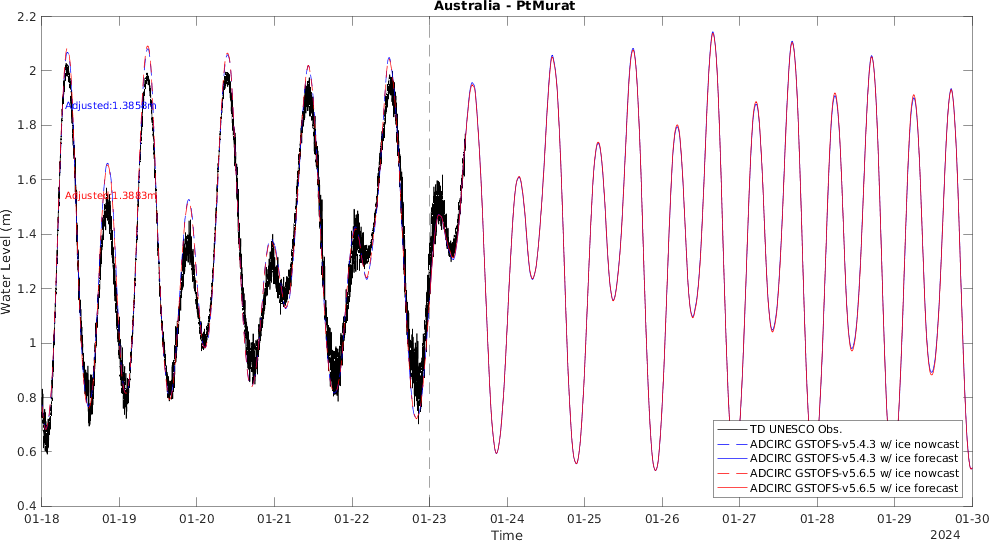 Australia - PtMurat
2.2
2
1.8
1.6
1.4
1.2
1
0.8
0.6
0.4
Water Level (m)
Adjusted:1.3858m
Adjusted:1.3883m
TD UNESCO Obs.
ADCIRC GSTOFS-v5.4.3 w/ ice nowcast
ADCIRC GSTOFS-v5.4.3 w/ ice forecast
ADCIRC GSTOFS-v5.6.5 w/ ice nowcast
ADCIRC GSTOFS-v5.6.5 w/ ice forecast
01-18 01-19 01-20 01-21 01-22 01-23 01-24 01-25 01-26 01-27 01-28 01-29 01-30
Time
2024